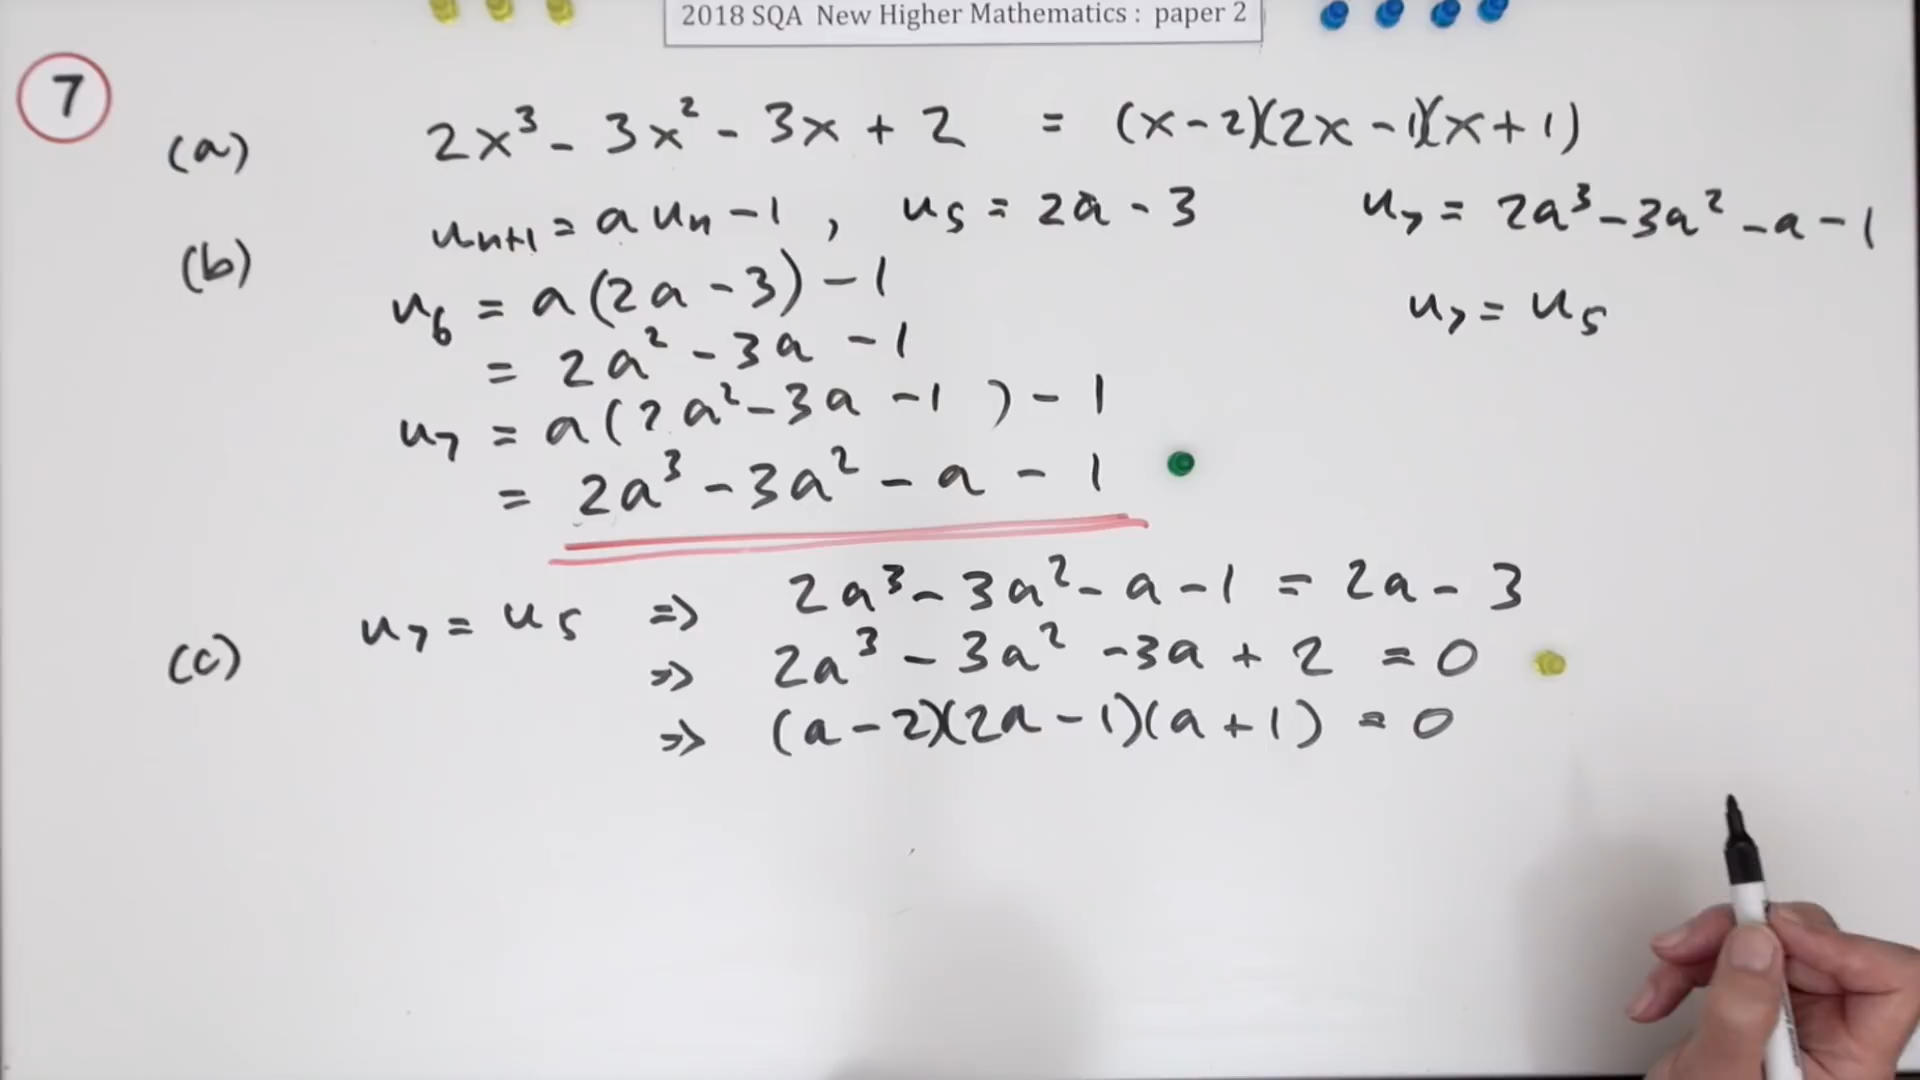 2018 SQA New Higher Mathematics : paper 2
7
(a) 2x³ - 3x² - 3x + 2 = (x-2)(2x-1)(x+1)
(b) uₙ₊₁ = a uₙ - 1 , u₅ = 2a - 3 u₇ = 2a³ - 3a² - a - 1
u₆ = a(2a - 3) - 1 u₇ = u₅
= 2a² - 3a - 1
u₇ = a(2a² - 3a - 1 ) - 1
= 2a³ - 3a² - a - 1
(c) u₇ = u₅ ⇒ 2a³ - 3a² - a - 1 = 2a - 3
⇒ 2a³ - 3a² - 3a + 2 = 0
⇒ (a-2)(2a-1)(a+1) = 0